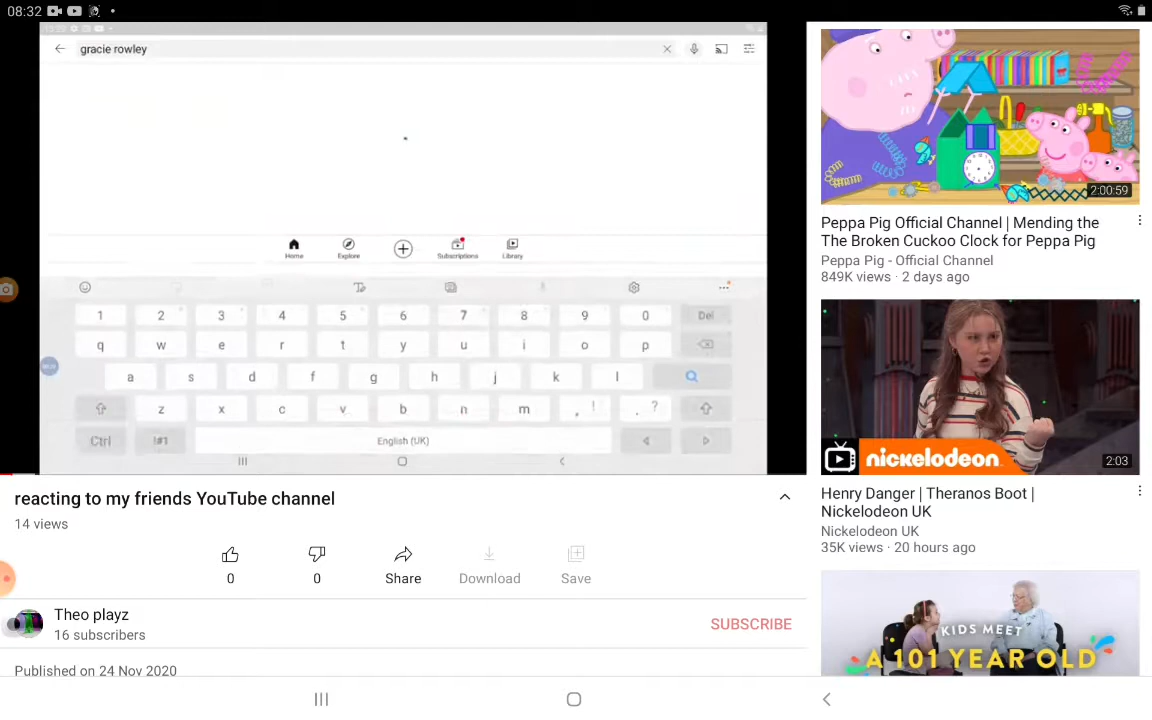 08:32
gracie rowley
Home
Explore
Subscriptions
Library
1 2 3 4 5 6 7 8 9 0 Del
q w e r t y u i o p
a s d f g h j k l
z x c v b n m , ! . ?
Ctrl !#1 English (UK)
reacting to my friends YouTube channel
14 views
0
0
Share
Download
Save
Theo playz
16 subscribers
SUBSCRIBE
Published on 24 Nov 2020
2:00:59
Peppa Pig Official Channel | Mending the
The Broken Cuckoo Clock for Peppa Pig
Peppa Pig - Official Channel
849K views · 2 days ago
nickelodeon
2:03
Henry Danger | Theranos Boot |
Nickelodeon UK
Nickelodeon UK
35K views · 20 hours ago
KIDS MEET
A 101 YEAR OLD